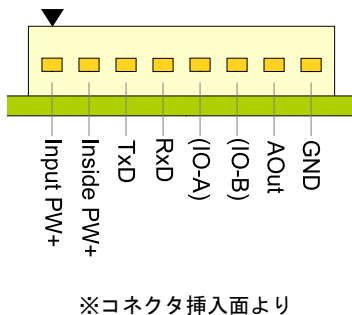 Input PW+
Inside PW+
TxD
RxD
(IO-A)
(IO-B)
AOut
GND
※コネクタ挿入面より